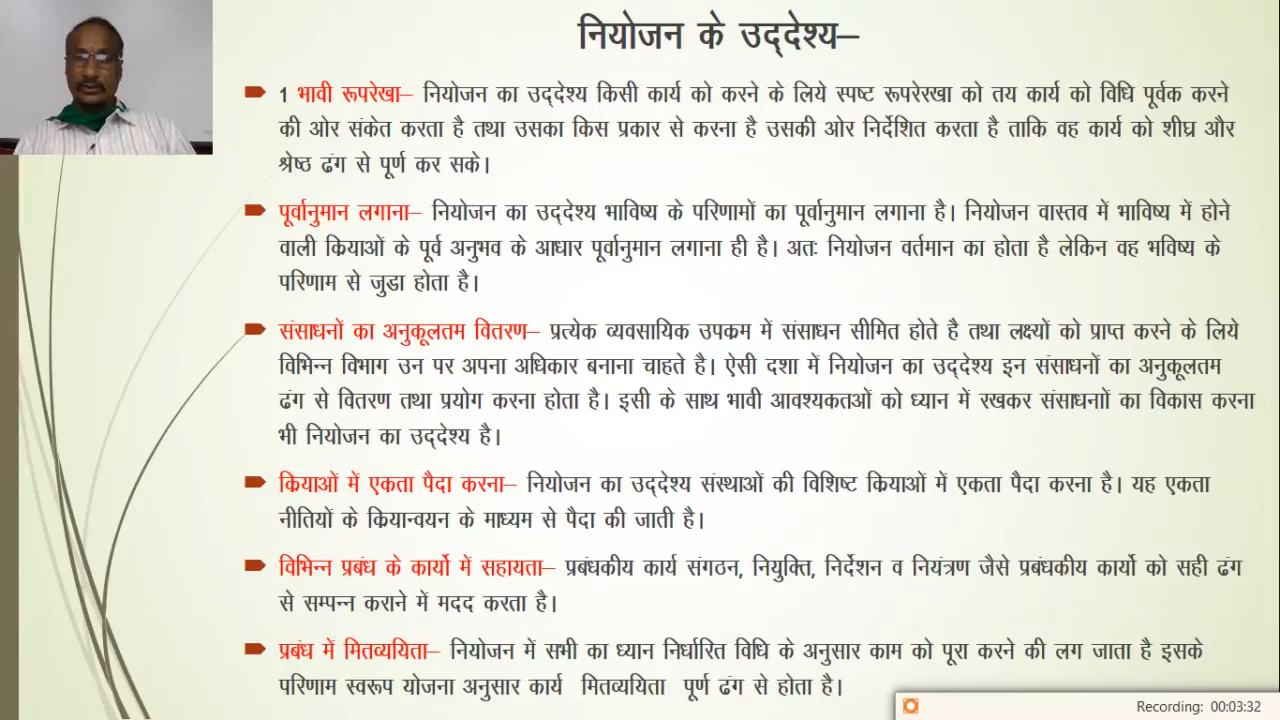 नियोजन के उद्देश्य–
1 भावी रूपरेखा– नियोजन का उद्देश्य किसी कार्य को करने के लिये स्पष्ट रूपरेरखा को तय कार्य को विधि पूर्वक करने
की ओर संकेत करता है तथा उसका किस प्रकार से करना है उसकी ओर निर्देशित करता है ताकि वह कार्य को शीघ्र और
श्रेष्ठ ढंग से पूर्ण कर सके।
पूर्वानुमान लगाना– नियोजन का उद्देश्य भाविष्य के परिणामों का पूर्वानुमान लगाना है। नियोजन वास्तव में भाविष्य में होने
वाली क्रियाओं के पूर्व अनुभव के आधार पूर्वानुमान लगाना ही है। अतः नियोजन वर्तमान का होता है लेकिन वह भविष्य के
परिणाम से जुडा होता है।
संसाधनों का अनुकूलतम वितरण– प्रत्येक व्यवसायिक उपक्रम में संसाधन सीमित होते है तथा लक्ष्यों को प्राप्त करने के लिये
विभिन्न विभाग उन पर अपना अधिकार बनाना चाहते है। ऐसी दशा में नियोजन का उद्देश्य इन संसाधनों का अनुकूलतम
ढंग से वितरण तथा प्रयोग करना होता है। इसी के साथ भावी आवश्यकतओं को ध्यान में रखकर संसाधनाों का विकास करना
भी नियोजन का उद्देश्य है।
क्रियाओं में एकता पैदा करना– नियोजन का उद्देश्य संस्थाओं की विशिष्ट क्रियाओं में एकता पैदा करना है। यह एकता
नीतियों के क्रियान्वयन के माध्यम से पैदा की जाती है।
विभिन्न प्रबंध के कार्यो में सहायता– प्रबंधकीय कार्य संगठन, नियुक्ति, निर्देशन व नियंत्रण जैसे प्रबंधकीय कार्यो को सही ढंग
से सम्पन्न कराने में मदद करता है।
प्रबंध में मितव्ययिता– नियोजन में सभी का ध्यान निर्धारित विधि के अनुसार काम को पूरा करने की लग जाता है इसके
परिणाम स्वरूप योजना अनुसार कार्य मितव्ययिता पूर्ण ढंग से होता है।
Recording: 00:03:32